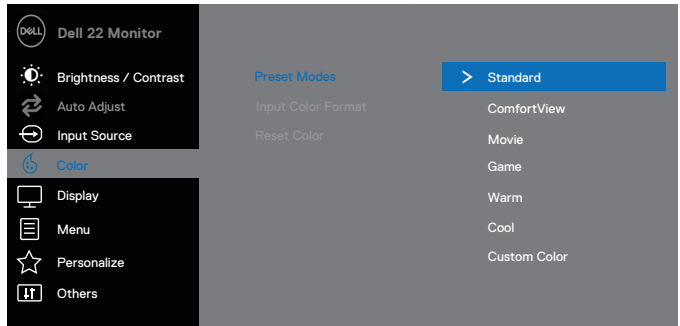 DELL
Dell 22 Monitor
Brightness / Contrast
Auto Adjust
Input Source
Color
Display
Menu
Personalize
Others
Preset Modes
Input Color Format
Reset Color
> Standard
ComfortView
Movie
Game
Warm
Cool
Custom Color